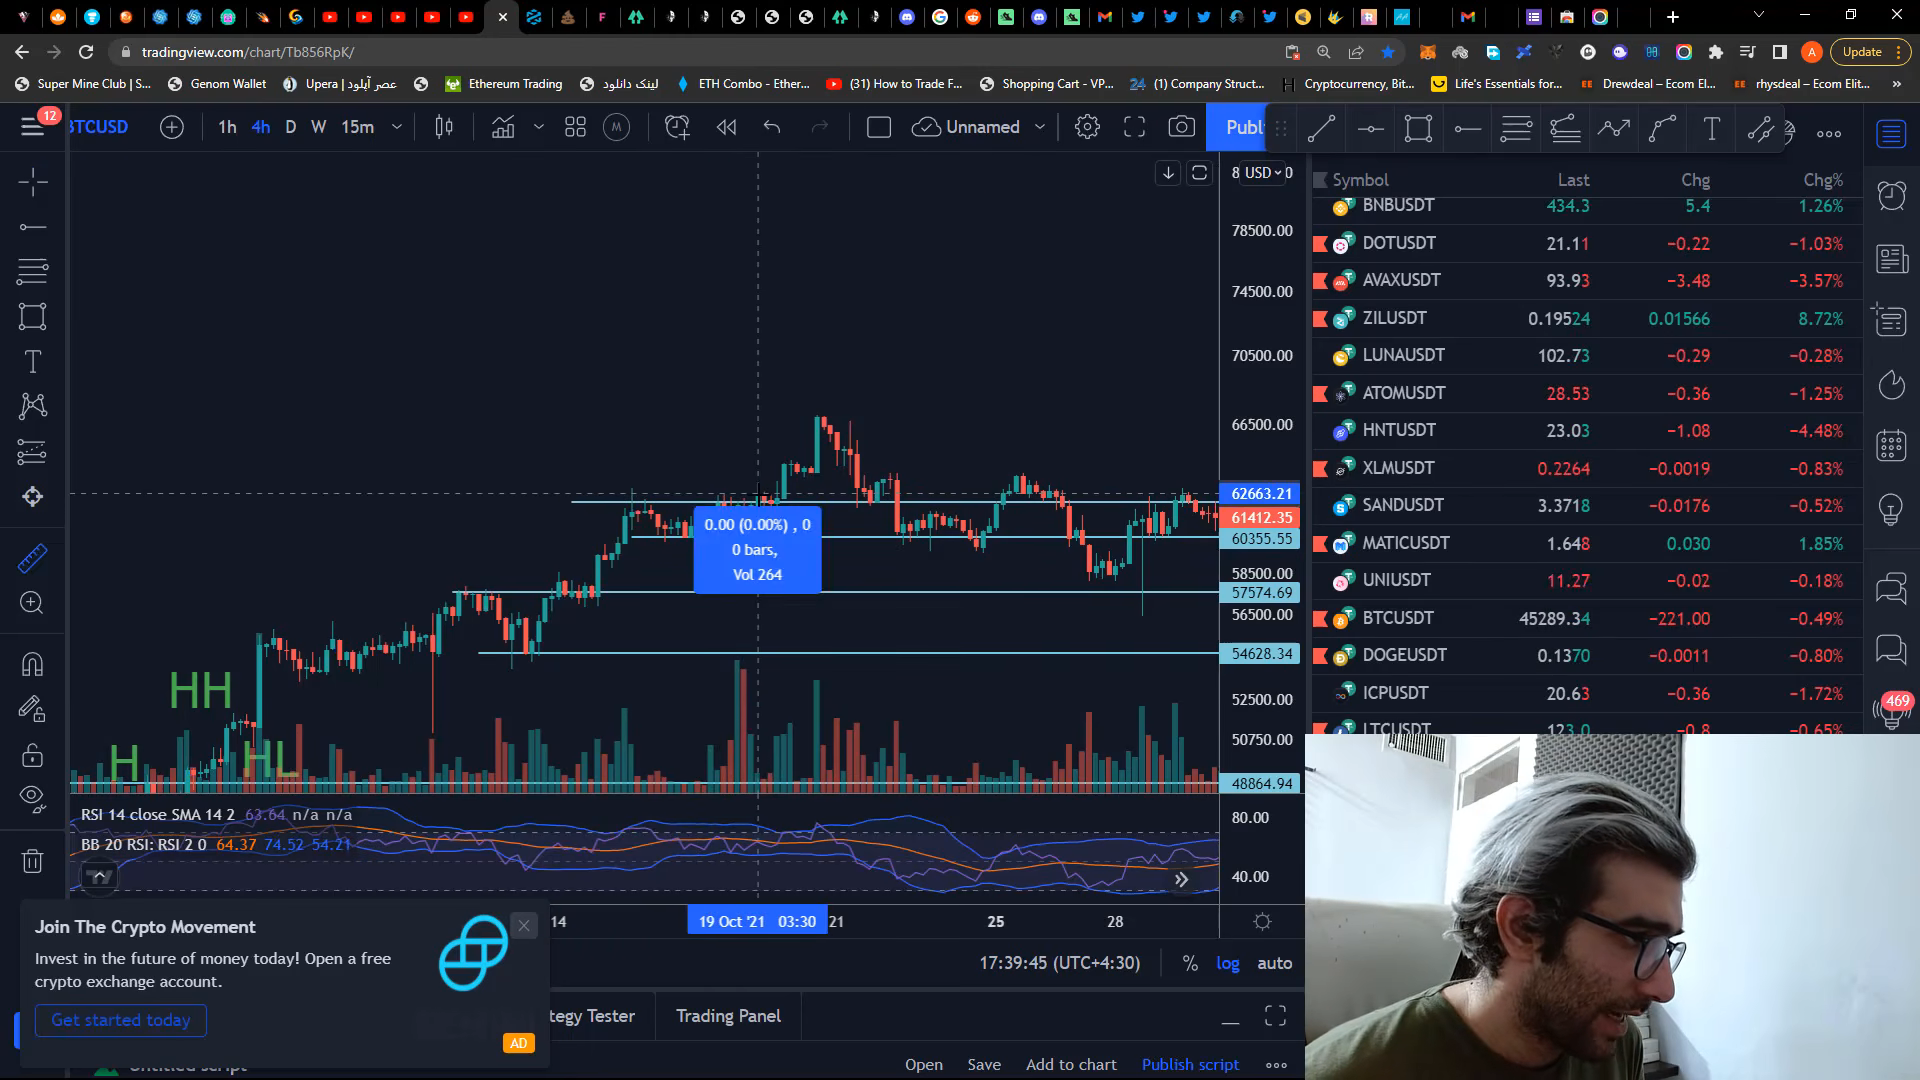 tradingview.com/chart/Tb856RpK/
A
Update
Super Mine Club | S...
Genom Wallet
Upera | عصر آپلود
Ethereum Trading
لینک دانلود
ETH Combo - Ether...
(31) How to Trade F...
Shopping Cart - VP...
24 (1) Company Struct...
Cryptocurrency, Bit...
Life's Essentials for...
EE Drewdeal – Ecom El...
EE rhysdeal – Ecom Elit...
12
BTCUSD
1h 4h D W 15m
M
Unnamed
Publ
T
USD
78500.00
74500.00
70500.00
66500.00
62663.21
61412.35
60355.55
58500.00
57574.69
56500.00
54628.34
52500.00
50750.00
48864.94
80.00
40.00
0.00 (0.00%) , 0
0 bars,
Vol 264
HH
H
HL
RSI 14 close SMA 14 2 63.64 n/a n/a
BB 20 RSI: RSI 2 0 64.37 74.52 54.21
14 19 Oct '21 03:30 21 25 28
17:39:45 (UTC+4:30) % log auto
Join The Crypto Movement
Invest in the future of money today! Open a free
crypto exchange account.
Get started today
AD
tegy Tester
Trading Panel
Open Save Add to chart Publish script
Symbol Last Chg Chg%
BNBUSDT 434.3 5.4 1.26%
DOTUSDT 21.11 −0.22 −1.03%
AVAXUSDT 93.93 −3.48 −3.57%
ZILUSDT 0.19524 0.01566 8.72%
LUNAUSDT 102.73 −0.29 −0.28%
ATOMUSDT 28.53 −0.36 −1.25%
HNTUSDT 23.03 −1.08 −4.48%
XLMUSDT 0.2264 −0.0019 −0.83%
SANDUSDT 3.3718 −0.0176 −0.52%
MATICUSDT 1.648 0.030 1.85%
UNIUSDT 11.27 −0.02 −0.18%
BTCUSDT 45289.34 −221.00 −0.49%
DOGEUSDT 0.1370 −0.0011 −0.80%
ICPUSDT 20.63 −0.36 −1.72%
LTCUSDT 123.0 −0.8 −0.65%
469